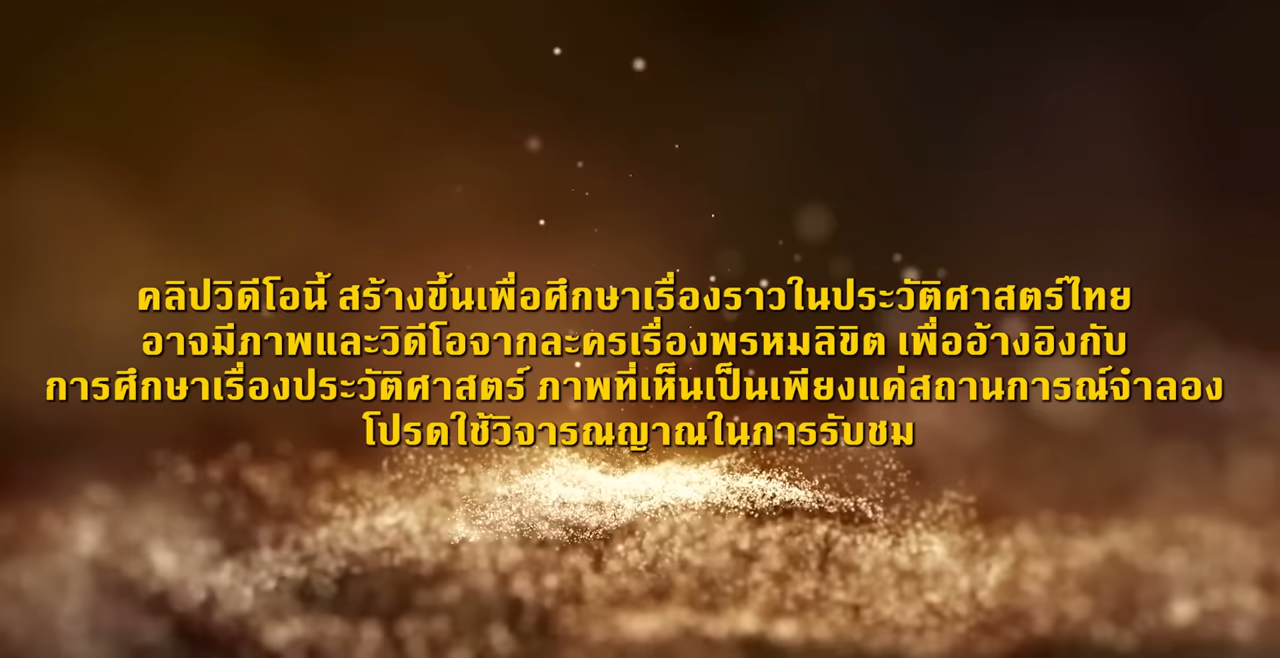 คลิปวิดีโอนี้ สร้างขึ้นเพื่อศึกษาเรื่องราวในประวัติศาสตร์ไทย
อาจมีภาพและวิดีโอจากละครเรื่องพรหมลิขิต เพื่ออ้างอิงกับ
การศึกษาเรื่องประวัติศาสตร์ ภาพที่เห็นเป็นเพียงแค่สถานการณ์จำลอง
โปรดใช้วิจารณญาณในการรับชม